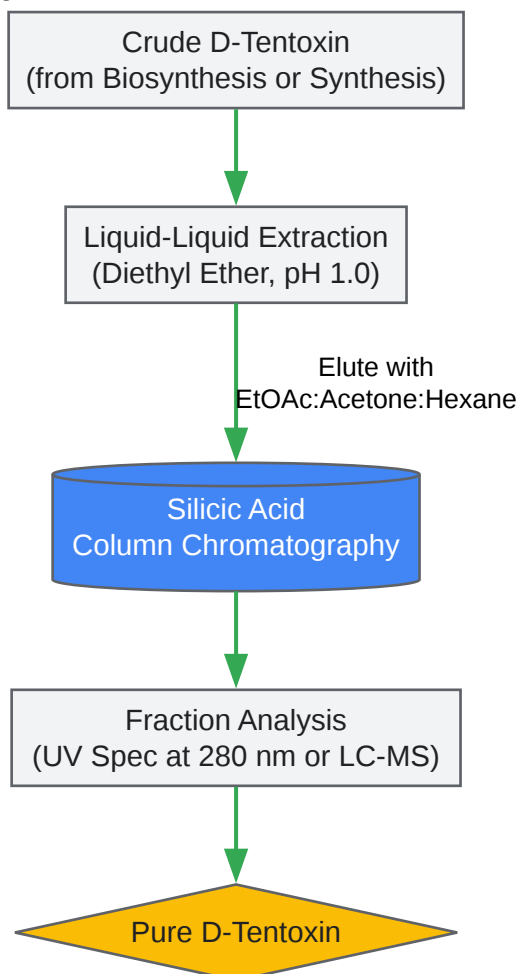 Crude D-Tentoxin
(from Biosynthesis or Synthesis)
Liquid-Liquid Extraction
(Diethyl Ether, pH 1.0)
Elute with
EtOAc:Acetone:Hexane
Silicic Acid
Column Chromatography
Fraction Analysis
(UV Spec at 280 nm or LC-MS)
Pure D-Tentoxin